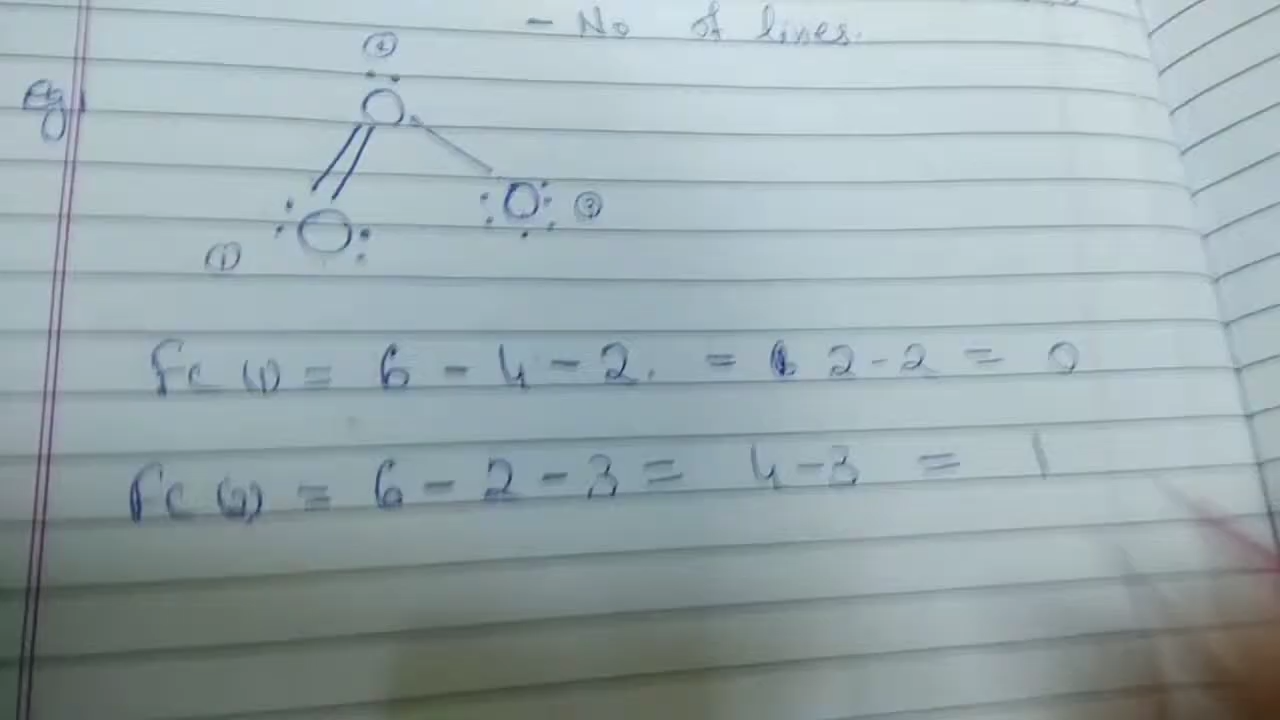 - No of lines.
Eg
②
O
O
O ③
①
FC (1) = 6 - 4 - 2. = 2 - 2 = 0
FC (2) = 6 - 2 - 3 = 4 - 3 = 1